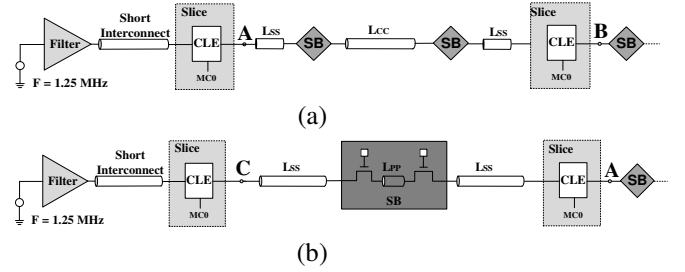 Short
Interconnect
Slice
Slice
Filter
CLE
A
LSS
SB
LCC
SB
LSS
CLE
B
SB
MC0
MC0
F = 1.25 MHz
(a)
Short
Interconnect
Slice
Slice
Filter
CLE
C
LSS
LPP
SB
LSS
CLE
A
SB
MC0
MC0
F = 1.25 MHz
(b)